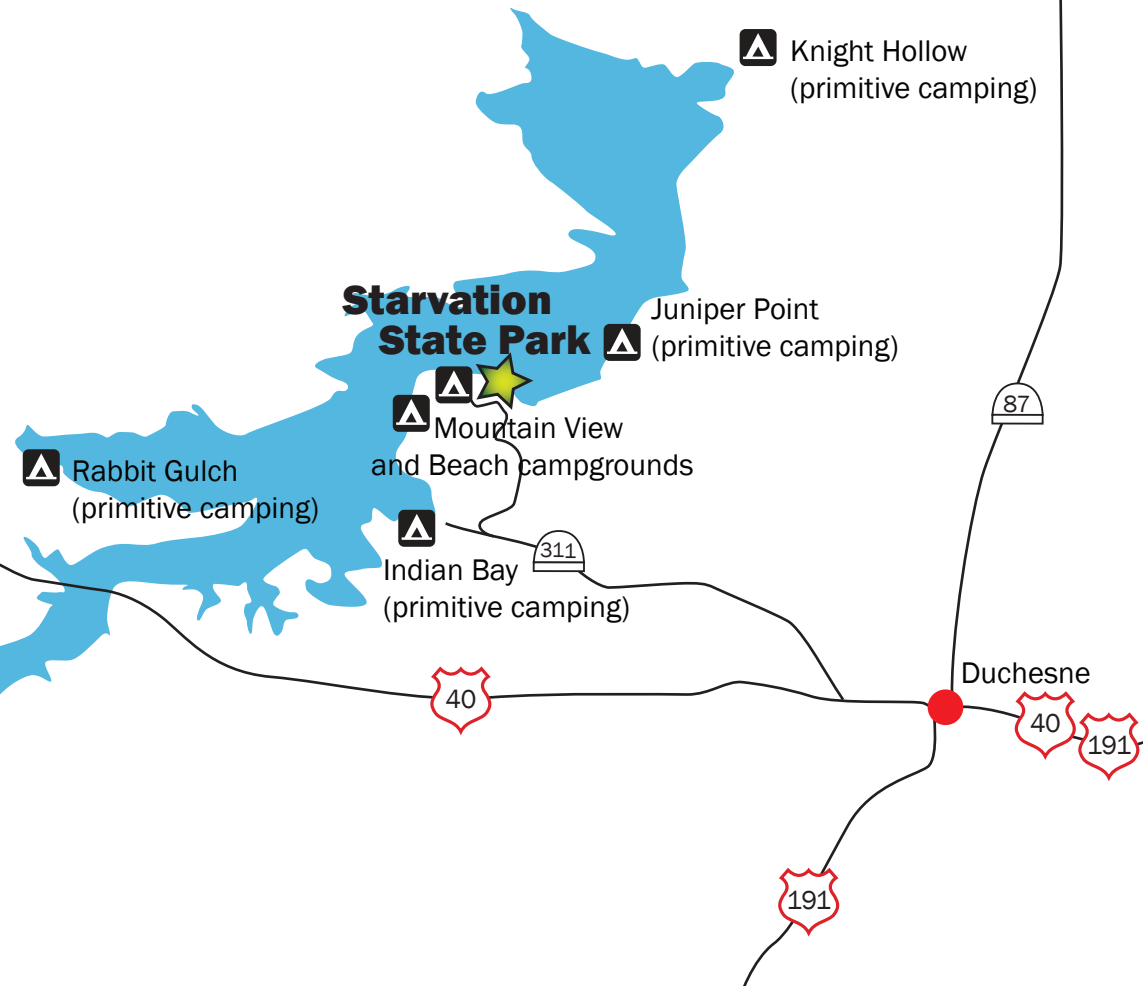 Knight Hollow
(primitive camping)
Starvation
State Park
Juniper Point
(primitive camping)
87
Mountain View
and Beach campgrounds
Rabbit Gulch
(primitive camping)
311
Indian Bay
(primitive camping)
Duchesne
40
40
191
191